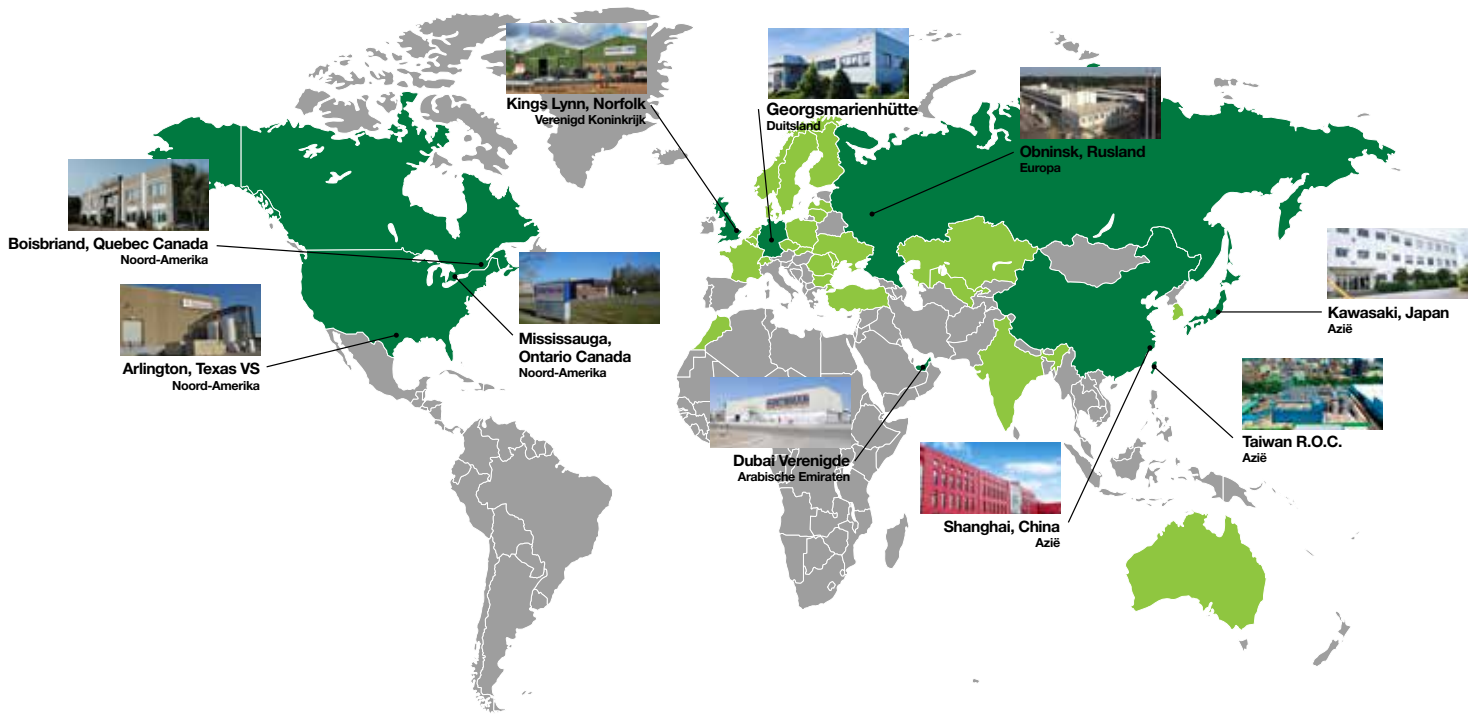 Kings Lynn, Norfolk
Verenigd Koninkrijk
Georgsmarienhütte
Duitsland
Obninsk, Rusland
Europa
Boisbriand, Quebec Canada
Noord-Amerika
Arlington, Texas VS
Noord-Amerika
Mississauga,
Ontario Canada
Noord-Amerika
Kawasaki, Japan
Azië
Taiwan R.O.C.
Azië
Dubai Verenigde
Arabische Emiraten
Shanghai, China
Azië